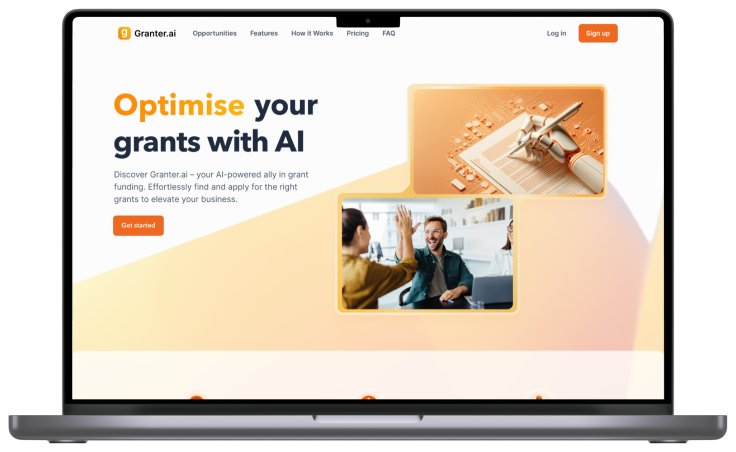 g Granter.ai
Opportunities
Features
How it Works
Pricing
FAQ
Log in
Sign up
Optimise your
grants with AI
Discover Granter.ai – your AI-powered ally in grant
funding. Effortlessly find and apply for the right
grants to elevate your business.
Get started